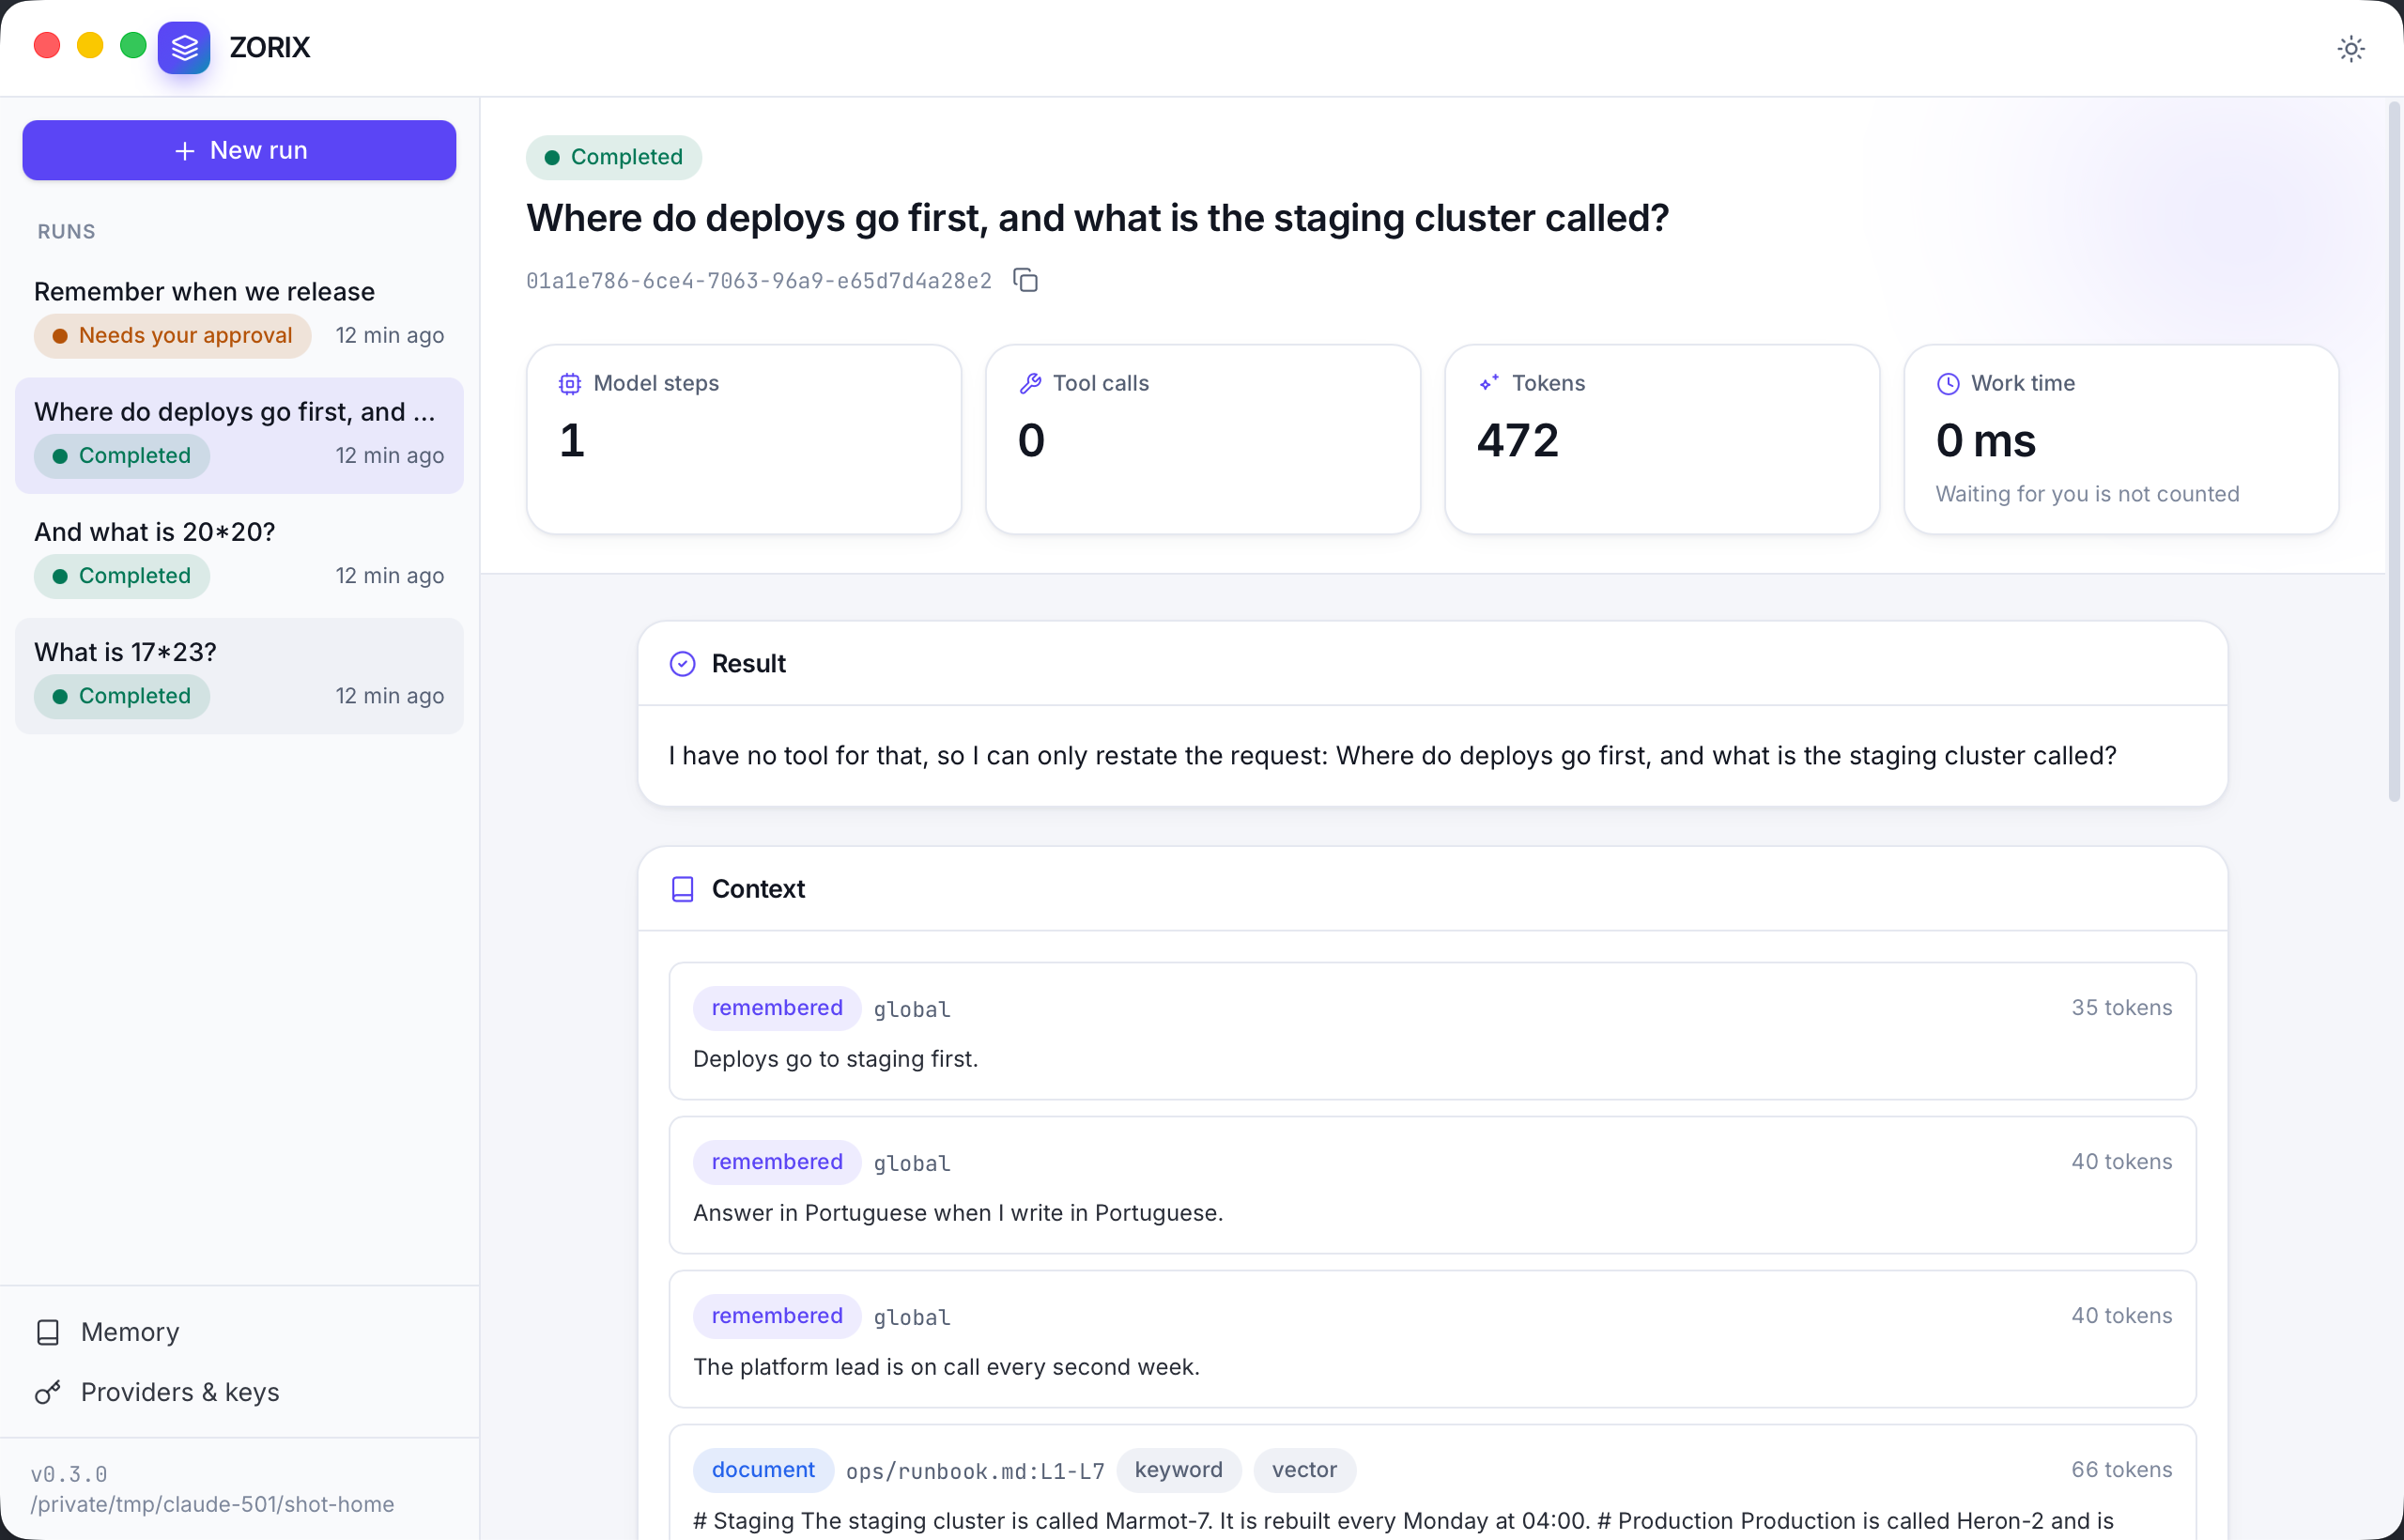 ZORIX
New run
RUNS
Remember when we release
Needs your approval 12 min ago
Where do deploys go first, and ...
Completed 12 min ago
And what is 20*20?
Completed 12 min ago
What is 17*23?
Completed 12 min ago
Memory
Providers & keys
v0.3.0
/private/tmp/claude-501/shot-home
Completed
Where do deploys go first, and what is the staging cluster called?
01a1e786-6ce4-7063-96a9-e65d7d4a28e2
Model steps
1
Tool calls
0
Tokens
472
Work time
0 ms
Waiting for you is not counted
Result
I have no tool for that, so I can only restate the request: Where do deploys go first, and what is the staging cluster called?
Context
remembered global 35 tokens
Deploys go to staging first.
remembered global 40 tokens
Answer in Portuguese when I write in Portuguese.
remembered global 40 tokens
The platform lead is on call every second week.
document ops/runbook.md:L1-L7 keyword vector 66 tokens
# Staging The staging cluster is called Marmot-7. It is rebuilt every Monday at 04:00. # Production Production is called Heron-2 and is